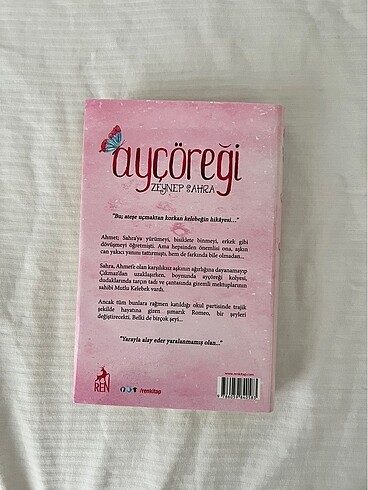 ayçöreği
ZEYNEP SAHRA
"Bu; ateşe uçmaktan korkan kelebeğin hikâyesi..."
Ahmet; Sahra'ya yürümeyi, bisiklete binmeyi, erkek gibi
dövüşmeyi öğretmişti. Ama hepsinden önemlisi ona, aşkın
can yakıcı yanını tattırmıştı, hem de farkında bile olmadan...
Sahra, Ahmet'e olan karşılıksız aşkının ağırlığına dayanamayıp
Çıkmaz'dan uzaklaşırken, boynunda ayçöreği kolyesi,
dudaklarında tarçın tadı ve çantasında gizemli mektuplarının
sahibi Mutlu Kelebek vardı.
Ancak tüm bunlara rağmen katıldığı okul partisinde trajik
şekilde hayatına giren şımarık Romeo, bir şeyleri
değiştirecekti. Belki de birçok şeyi...
"Yarayla alay eder yaralanmamış olan..."
REN
/renkitap
www.renkitap.com